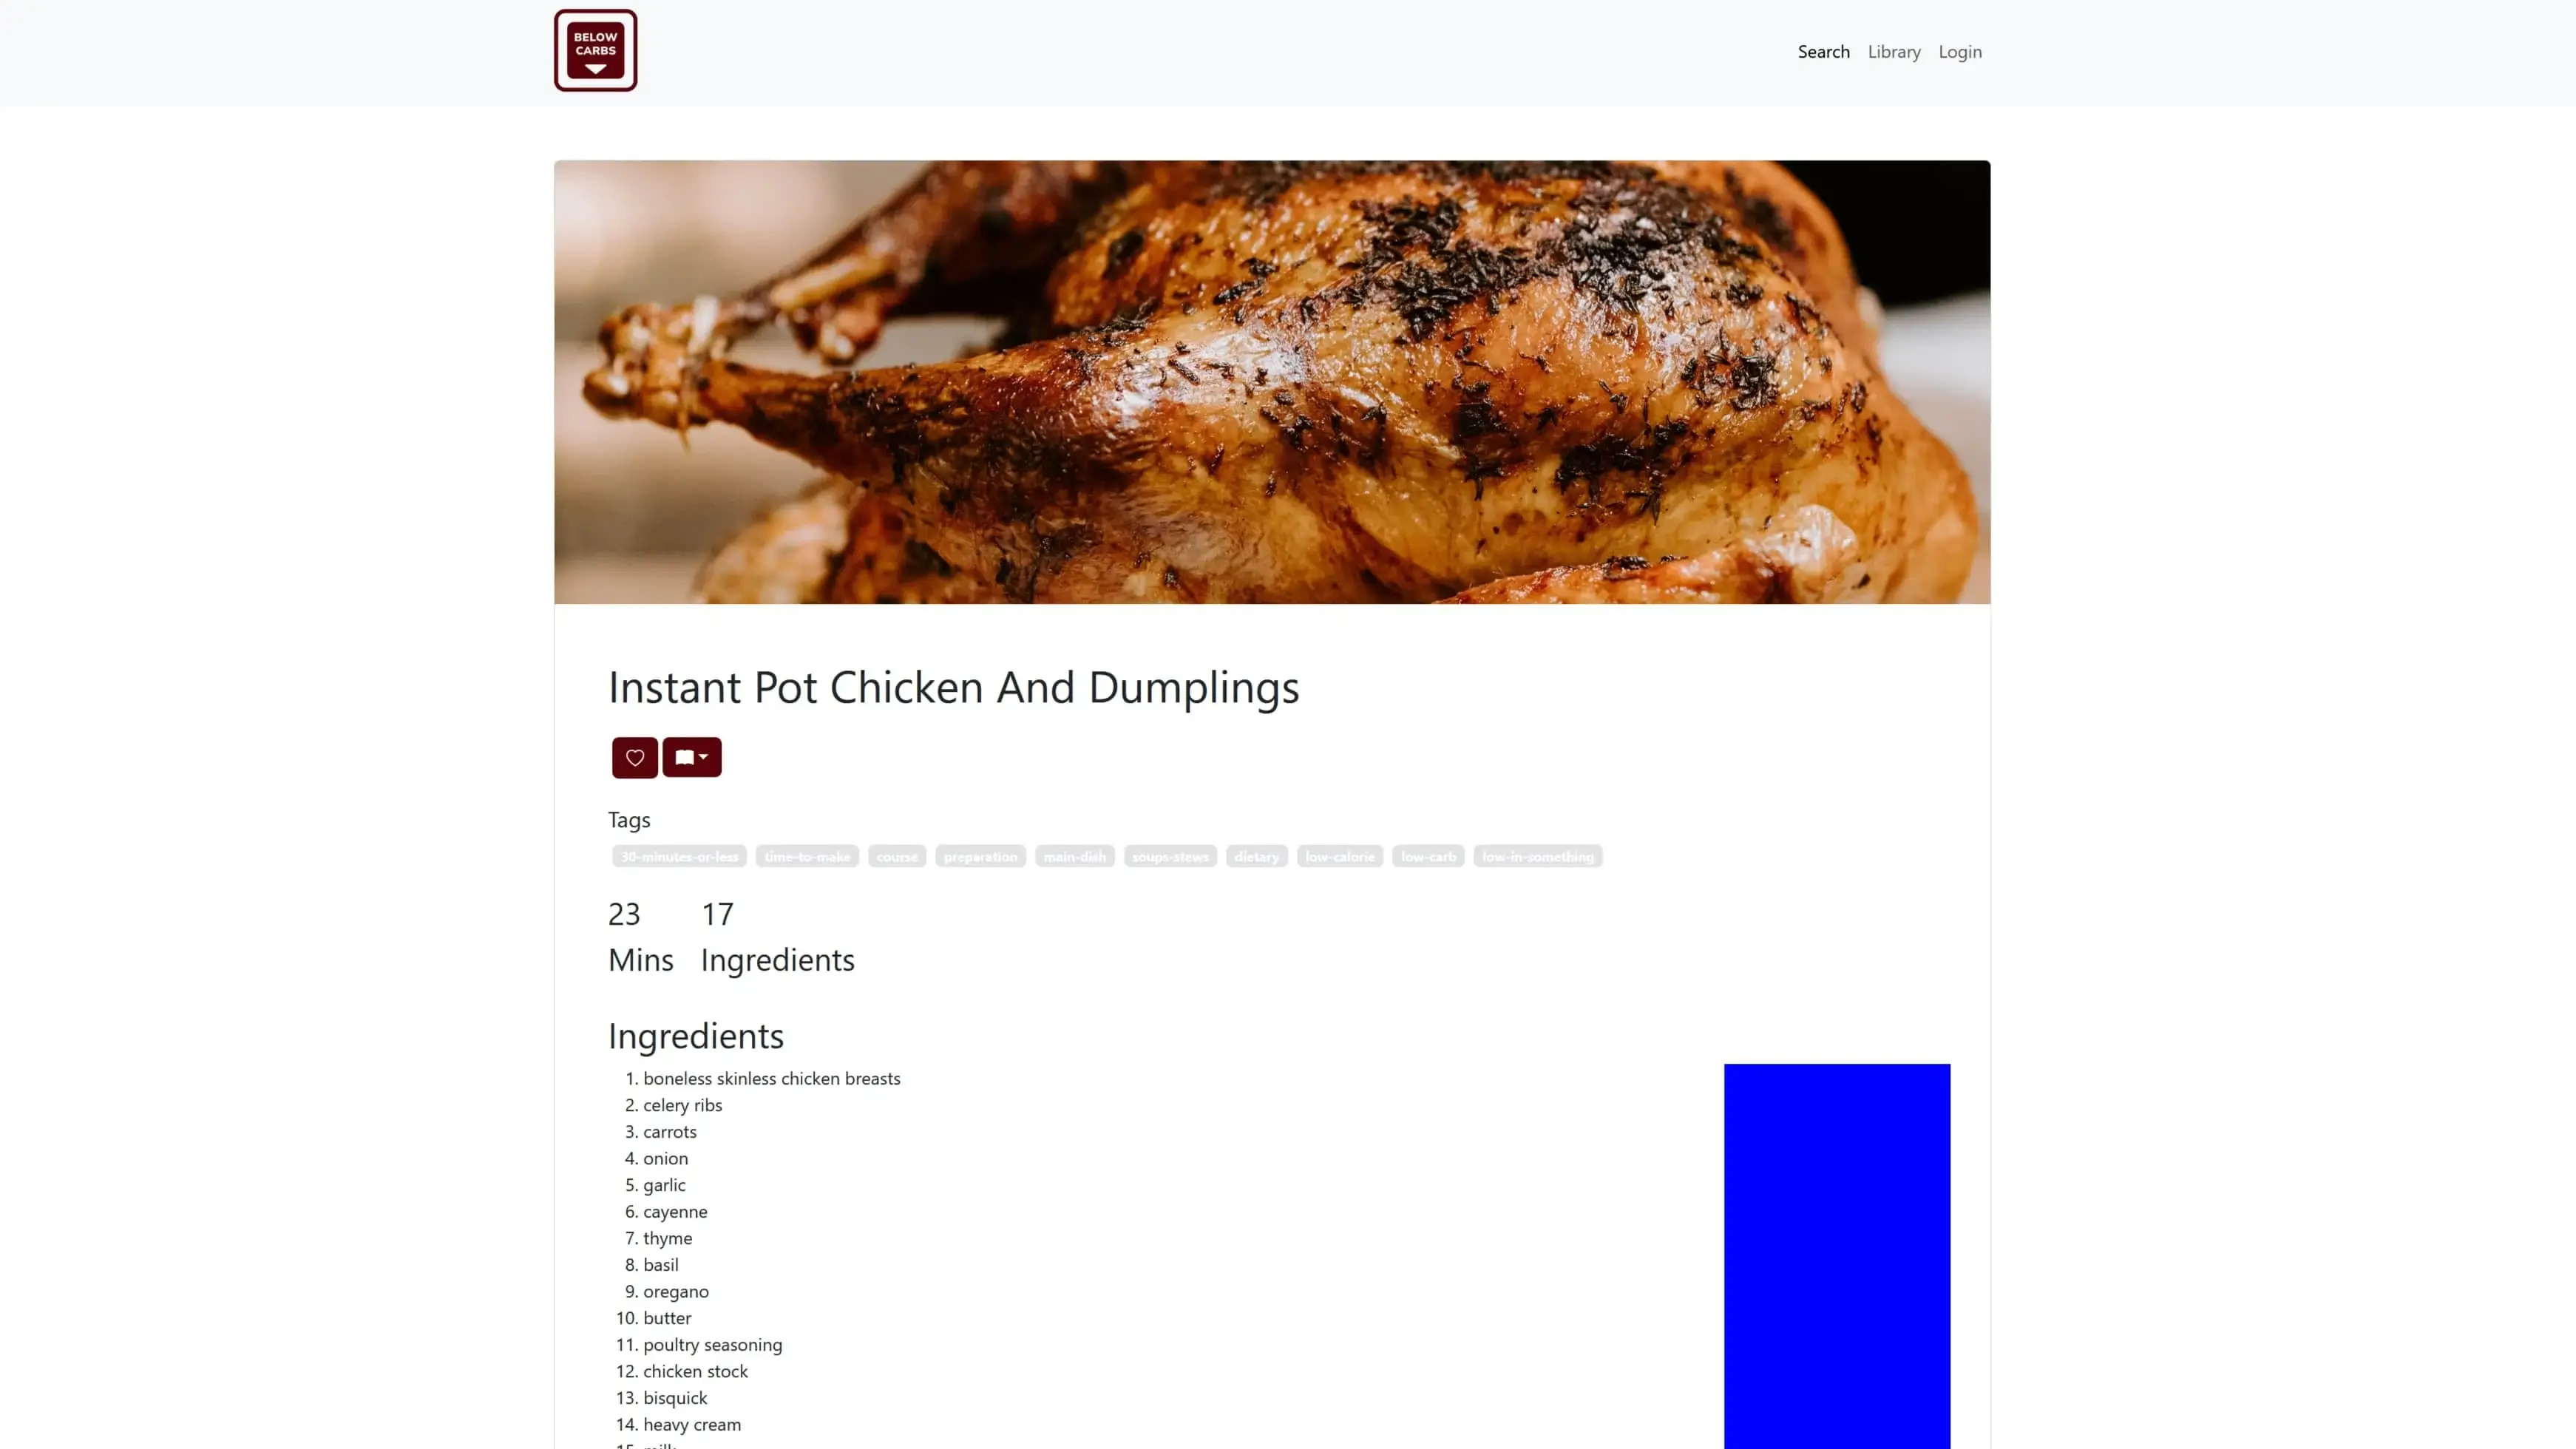 BELOW
CARBS
Search Library Login
Instant Pot Chicken And Dumplings
Tags
30-minutes-or-less time-to-make course preparation main-dish soups-stews dietary low-calorie low-carb low-in-something
23 17
Mins Ingredients
Ingredients
1. boneless skinless chicken breasts
2. celery ribs
3. carrots
4. onion
5. garlic
6. cayenne
7. thyme
8. basil
9. oregano
10. butter
11. poultry seasoning
12. chicken stock
13. bisquick
14. heavy cream